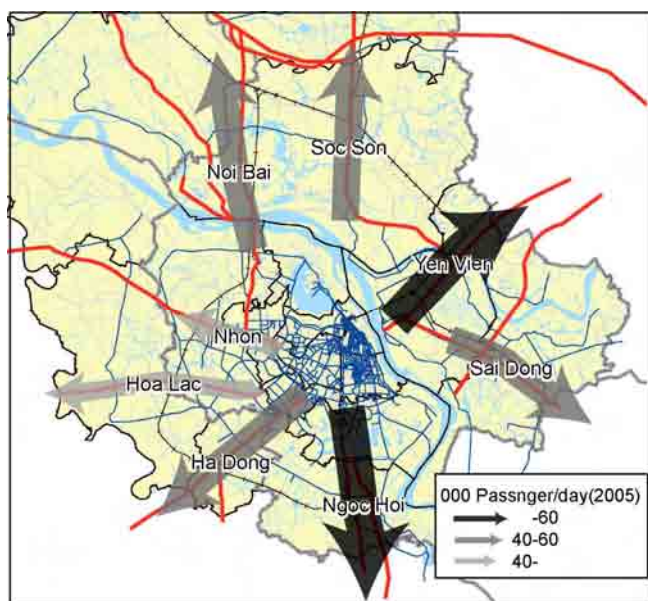 Soc Son
Noi Bai
Yen Vien
Nhon
Sai Dong
Hoa Lac
Ha Dong
Ngoc Hoi
000 Passnger/day(2005)
-60
40-60
40-